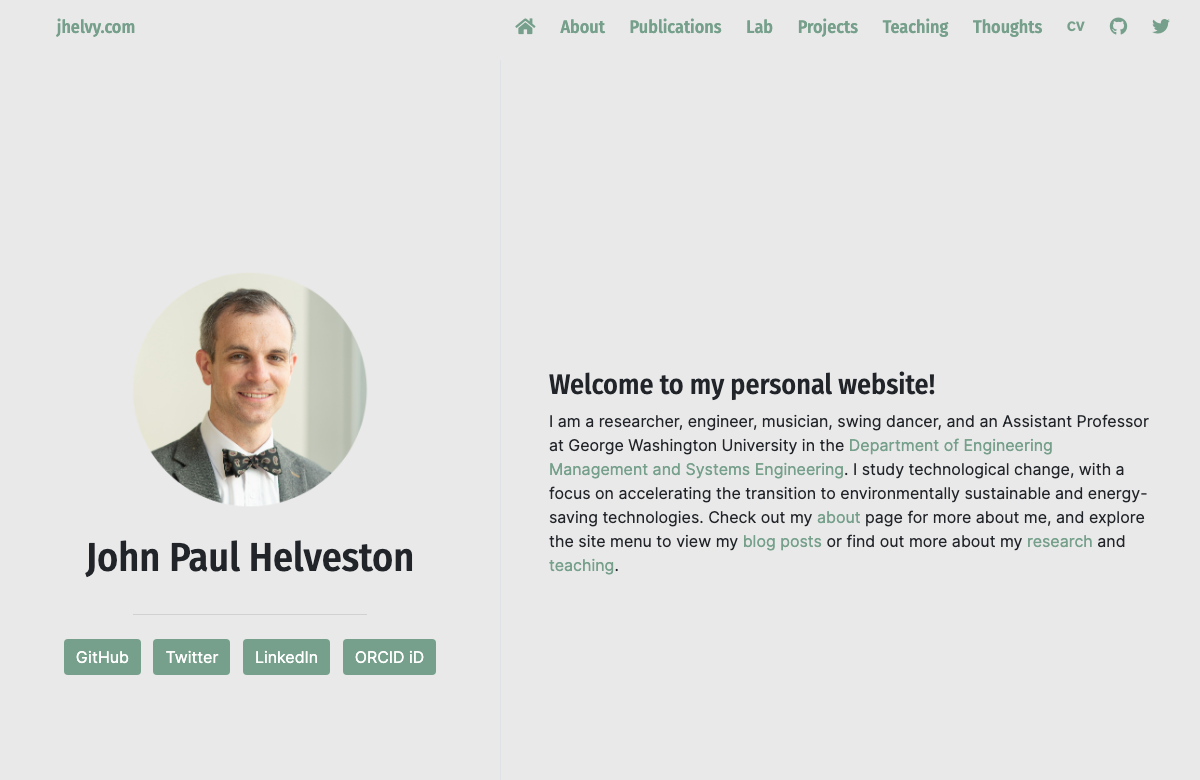 jhelvy.com
About Publications Lab Projects Teaching Thoughts CV
John Paul Helveston
GitHub Twitter LinkedIn ORCID iD
Welcome to my personal website!
I am a researcher, engineer, musician, swing dancer, and an Assistant Professor
at George Washington University in the Department of Engineering
Management and Systems Engineering. I study technological change, with a
focus on accelerating the transition to environmentally sustainable and energy-
saving technologies. Check out my about page for more about me, and explore
the site menu to view my blog posts or find out more about my research and
teaching.